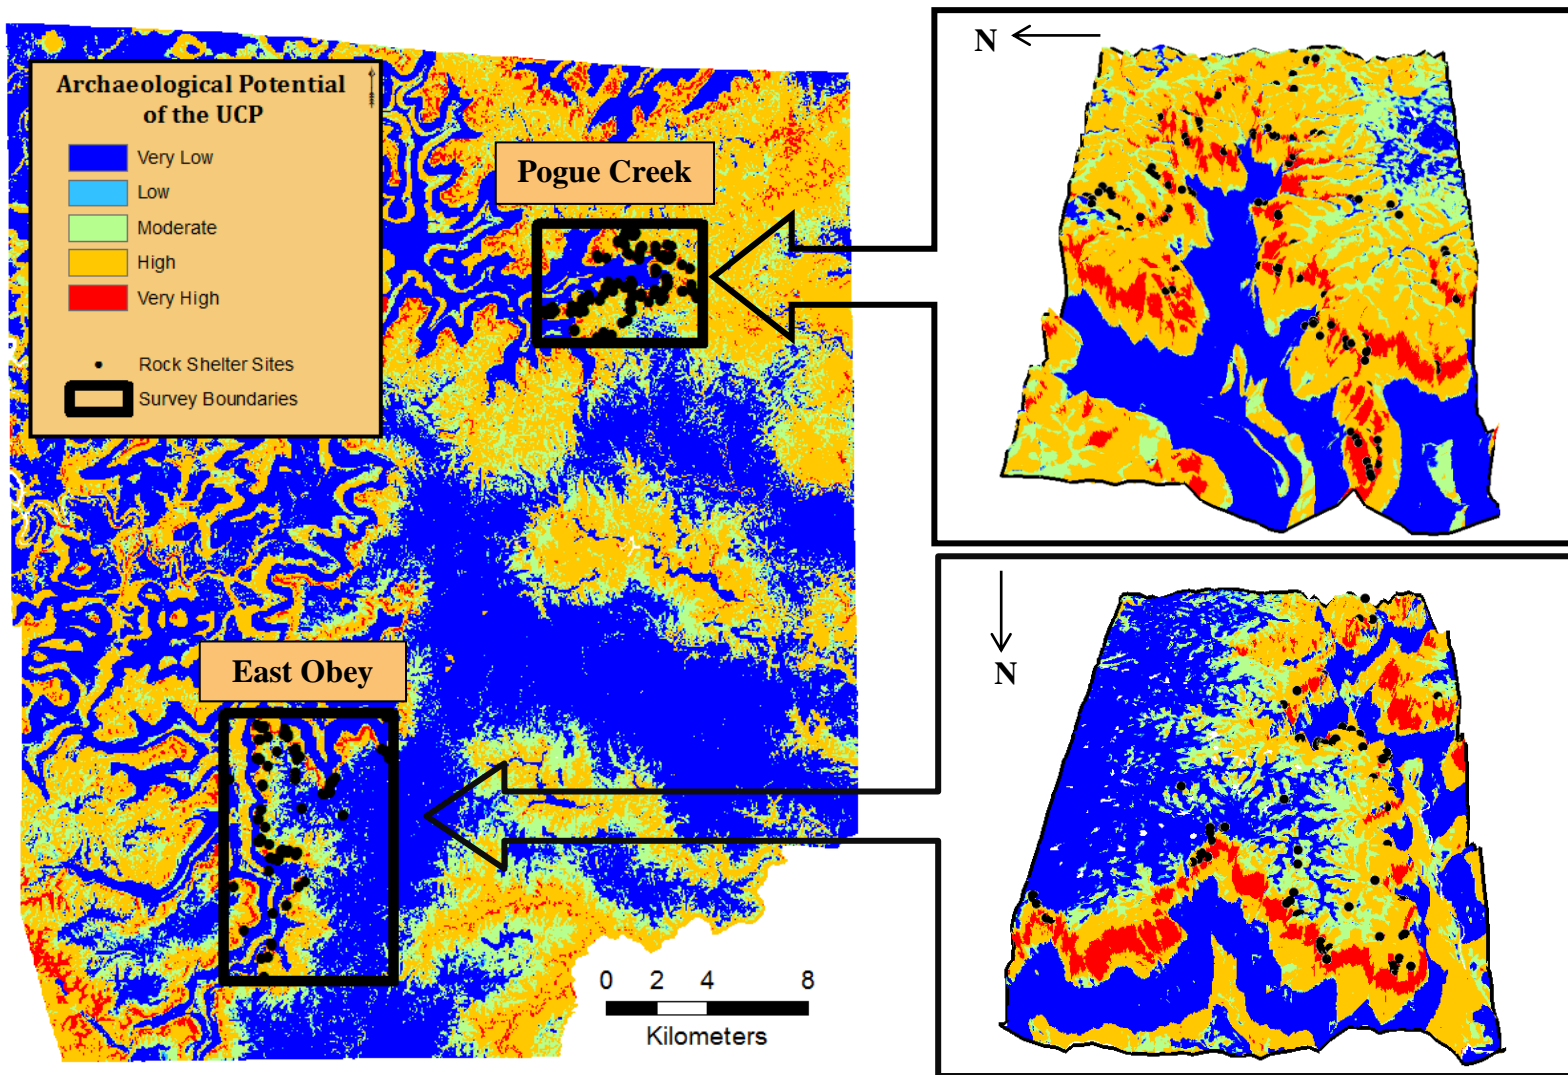 Archaeological Potential
of the UCP
Very Low
Low
Moderate
High
Very High
Rock Shelter Sites
Survey Boundaries
Pogue Creek
East Obey
0 2 4 8
Kilometers
N
N